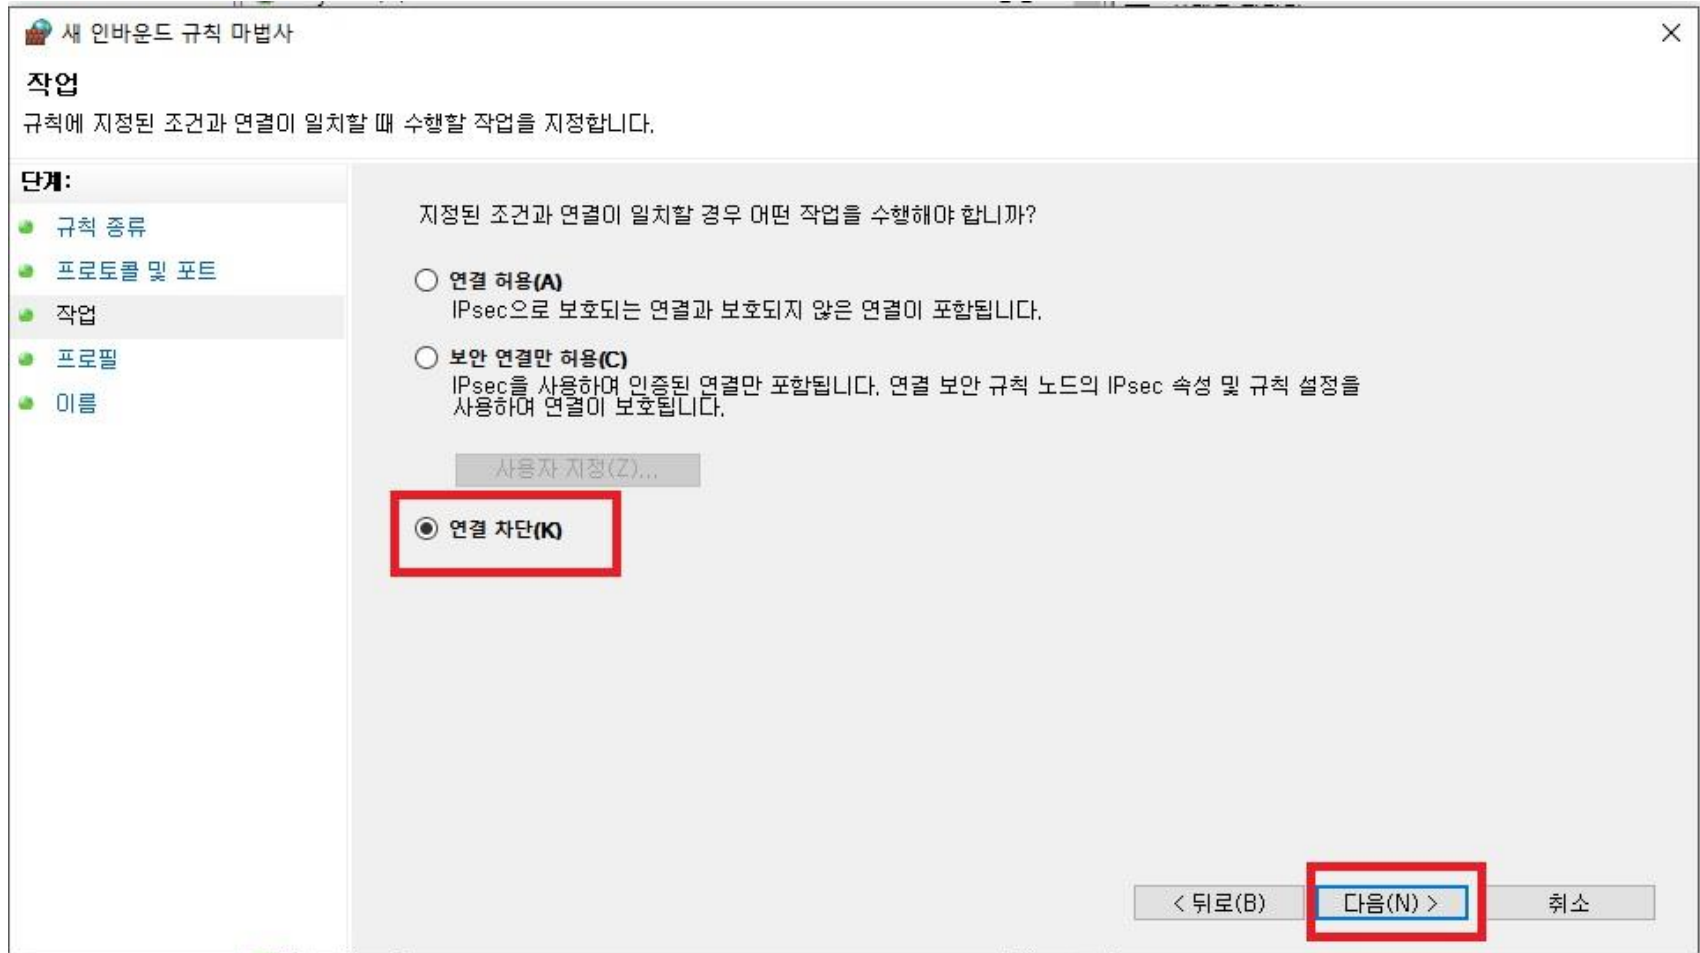 새 인바운드 규칙 마법사
작업
규칙에 지정된 조건과 연결이 일치할 때 수행할 작업을 지정합니다.
단계:
규칙 종류
프로토콜 및 포트
작업
프로필
이름
지정된 조건과 연결이 일치할 경우 어떤 작업을 수행해야 합니까?
연결 허용(A)
IPsec으로 보호되는 연결과 보호되지 않은 연결이 포함됩니다.
보안 연결만 허용(C)
IPsec을 사용하여 인증된 연결만 포함됩니다. 연결 보안 규칙 노드의 IPsec 속성 및 규칙 설정을
사용하여 연결이 보호됩니다.
사용자 지정(Z)...
연결 차단(K)
< 뒤로(B)
다음(N) >
취소